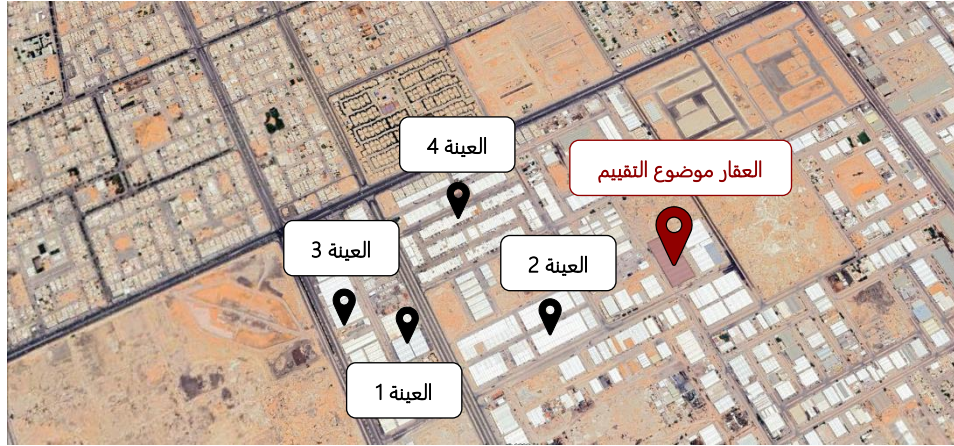 العينة 4
العقار موضوع التقييم
العينة 3
العينة 2
العينة 1